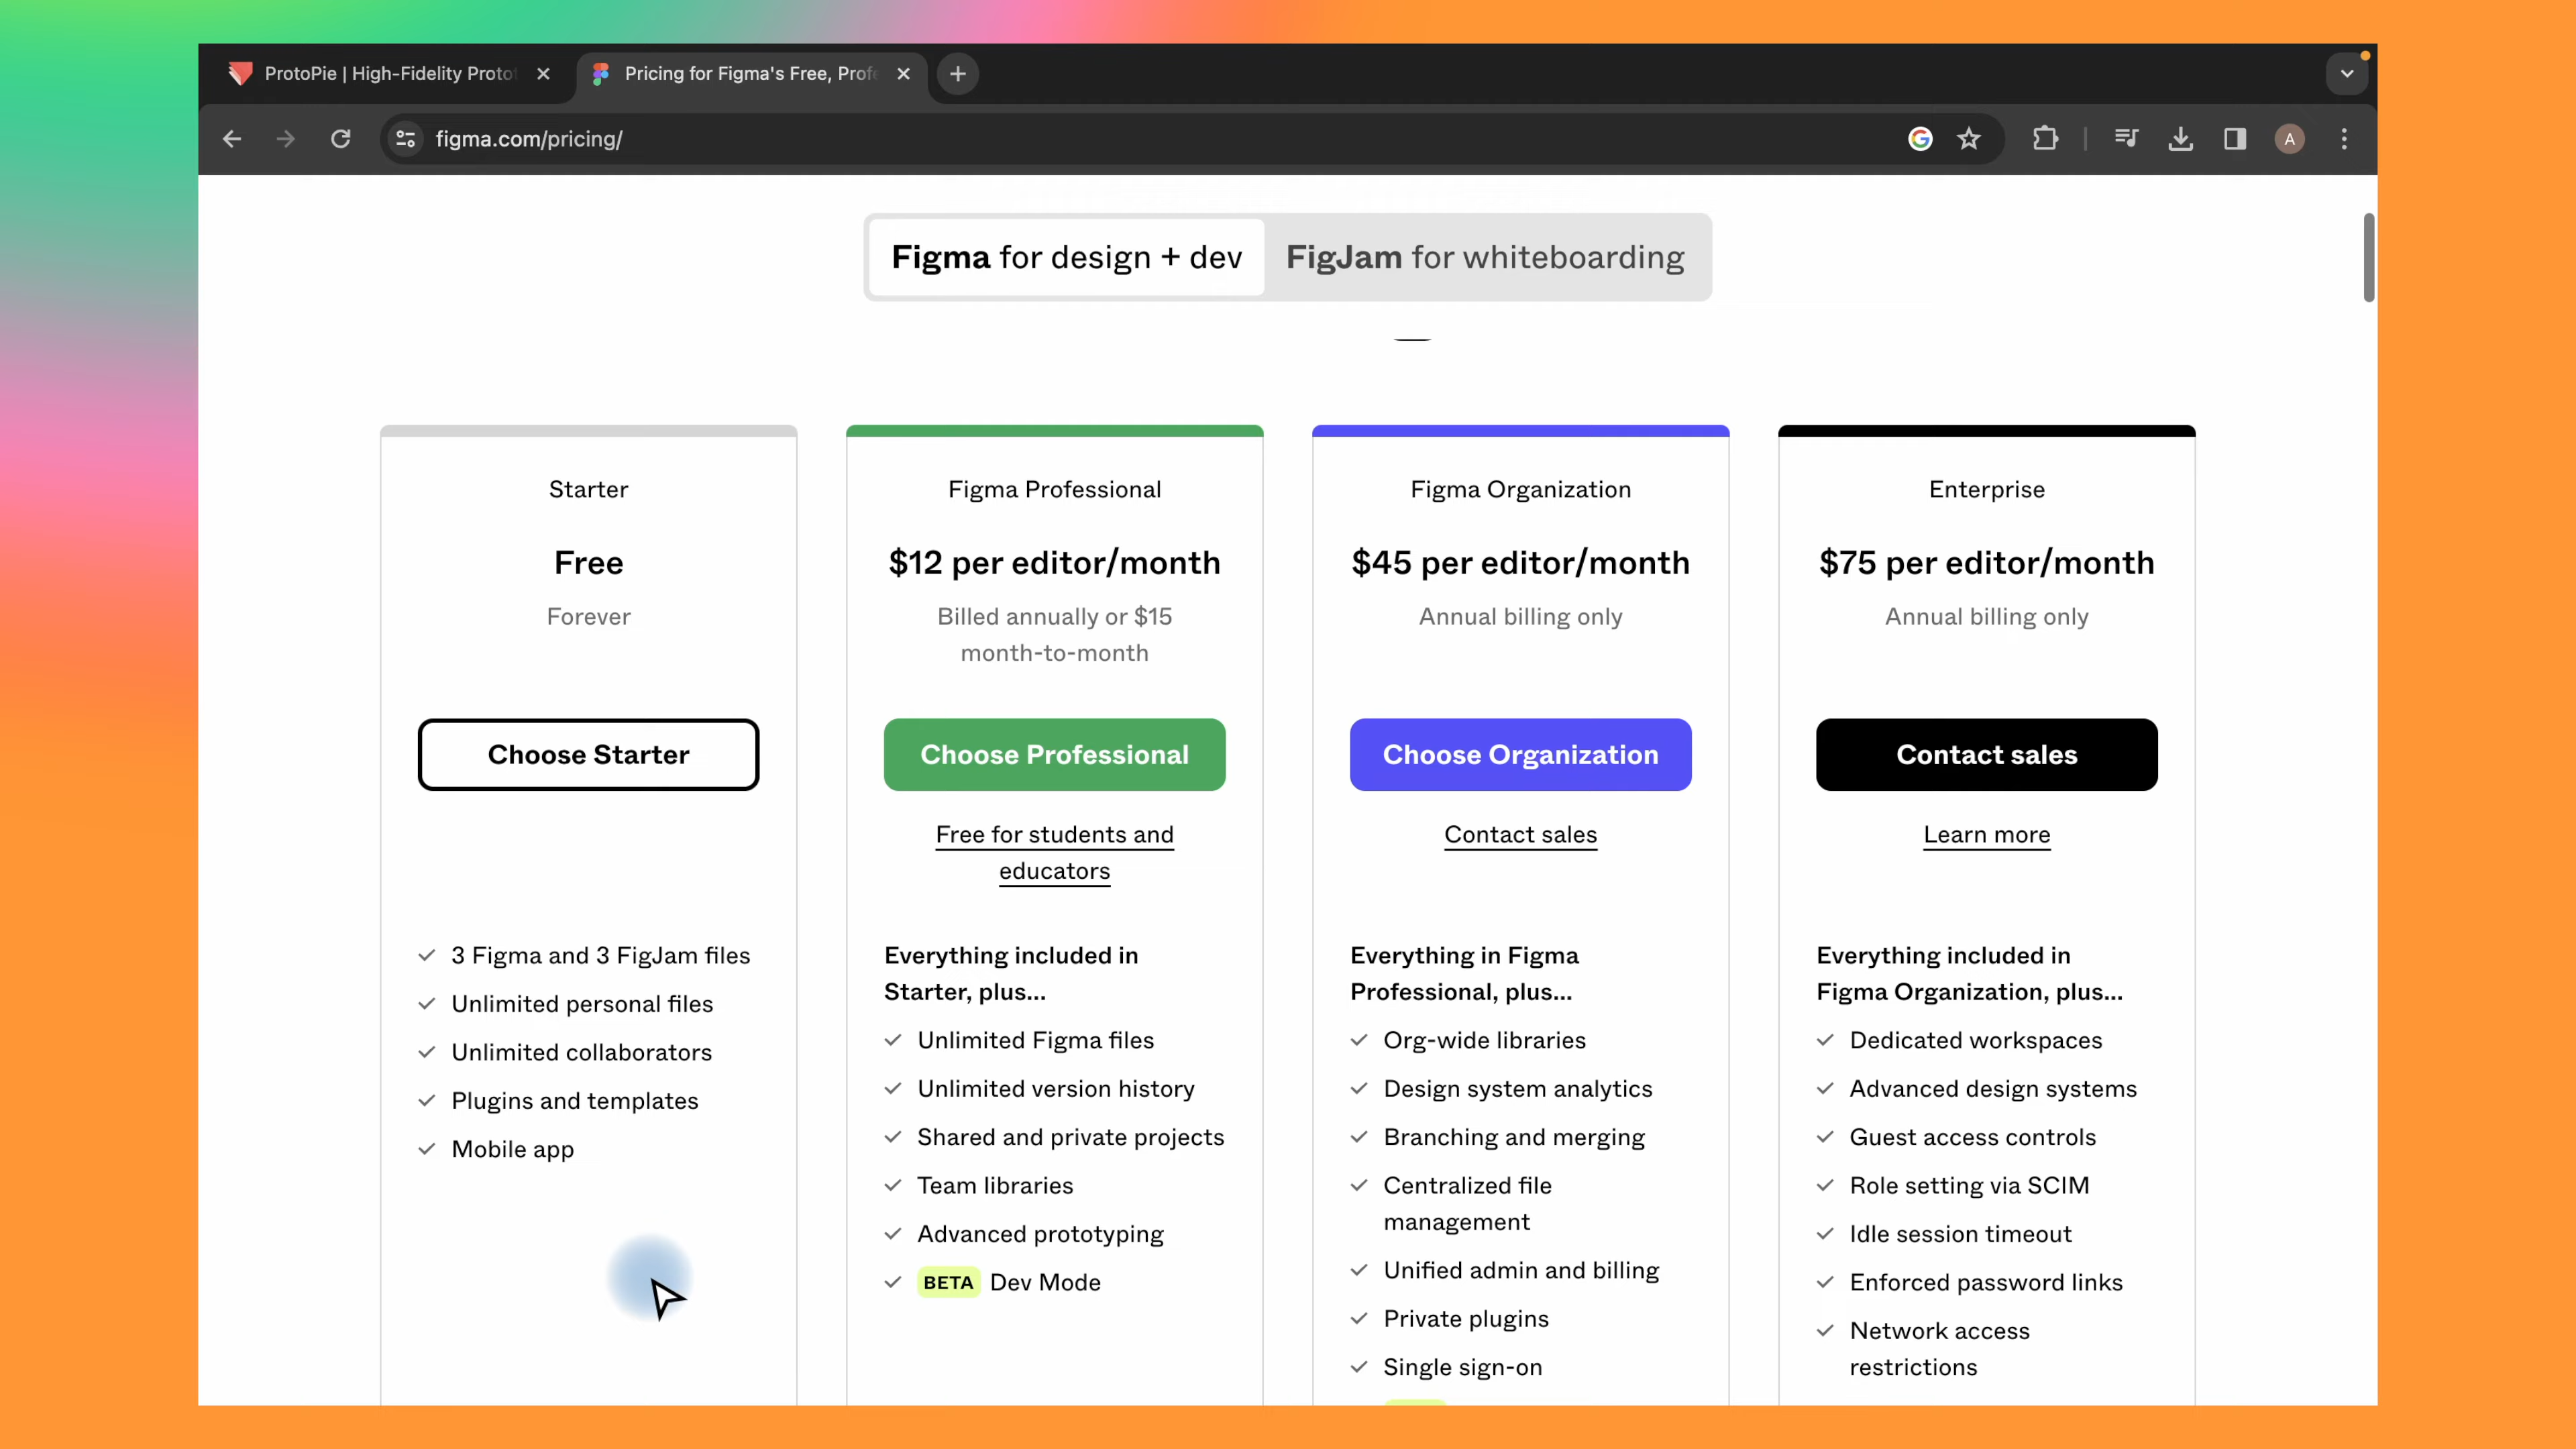 ProtoPie | High-Fidelity Protot
Pricing for Figma's Free, Profe
figma.com/pricing/
A
Figma for design + dev
FigJam for whiteboarding
Starter
Free
Forever
Choose Starter
3 Figma and 3 FigJam files
Unlimited personal files
Unlimited collaborators
Plugins and templates
Mobile app
Figma Professional
$12 per editor/month
Billed annually or $15
month-to-month
Choose Professional
Free for students and
educators
Everything included in
Starter, plus...
Unlimited Figma files
Unlimited version history
Shared and private projects
Team libraries
Advanced prototyping
BETA Dev Mode
Figma Organization
$45 per editor/month
Annual billing only
Choose Organization
Contact sales
Everything in Figma
Professional, plus...
Org-wide libraries
Design system analytics
Branching and merging
Centralized file
management
Unified admin and billing
Private plugins
Single sign-on
Enterprise
$75 per editor/month
Annual billing only
Contact sales
Learn more
Everything included in
Figma Organization, plus...
Dedicated workspaces
Advanced design systems
Guest access controls
Role setting via SCIM
Idle session timeout
Enforced password links
Network access
restrictions